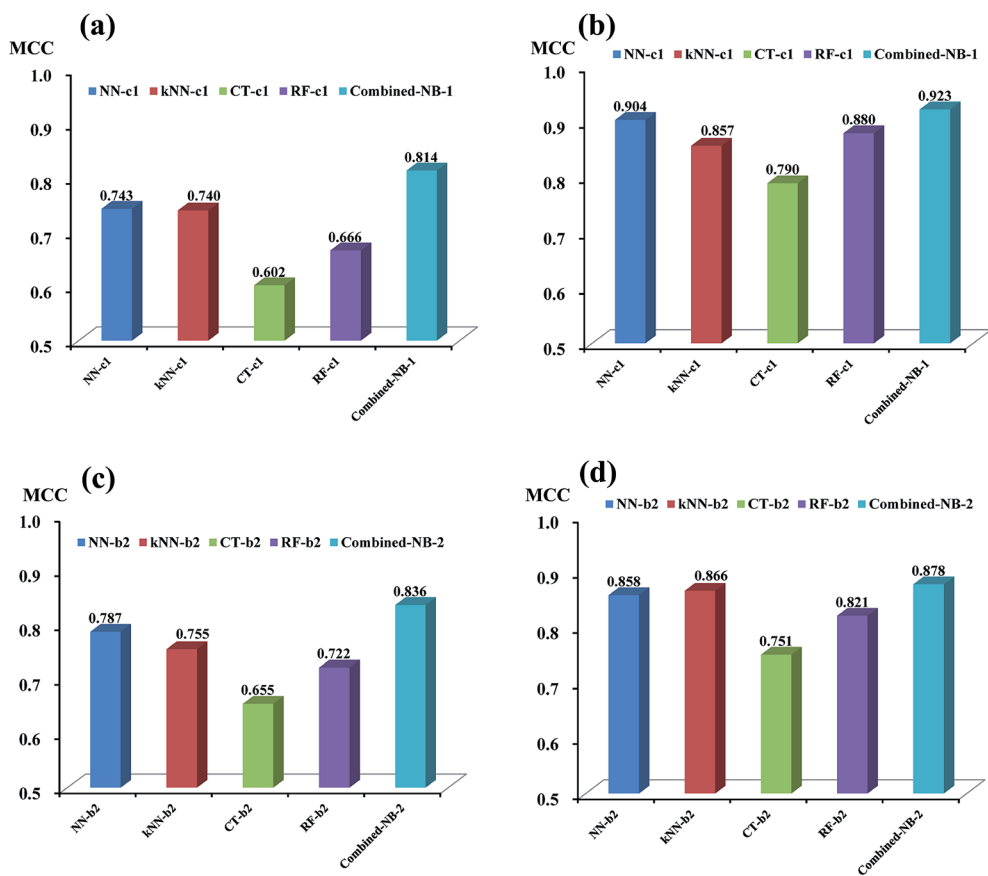 (a)
MCC
NN-c1 kNN-c1 CT-c1 RF-c1 Combined-NB-1
1.0
0.9
0.8
0.7
0.6
0.5
0.743
0.740
0.602
0.666
0.814
NN-c1
kNN-c1
CT-c1
RF-c1
Combined-NB-1
(b)
MCC
NN-c1 kNN-c1 CT-c1 RF-c1 Combined-NB-1
1.0
0.9
0.8
0.7
0.6
0.5
0.904
0.857
0.790
0.880
0.923
NN-c1
kNN-c1
CT-c1
RF-c1
Combined-NB-1
(c)
MCC
NN-b2 kNN-b2 CT-b2 RF-b2 Combined-NB-2
1.0
0.9
0.8
0.7
0.6
0.5
0.787
0.755
0.655
0.722
0.836
NN-b2
kNN-b2
CT-b2
RF-b2
Combined-NB-2
(d)
MCC
NN-b2 kNN-b2 CT-b2 RF-b2 Combined-NB-2
1.0
0.9
0.8
0.7
0.6
0.5
0.858
0.866
0.751
0.821
0.878
NN-b2
kNN-b2
CT-b2
RF-b2
Combined-NB-2